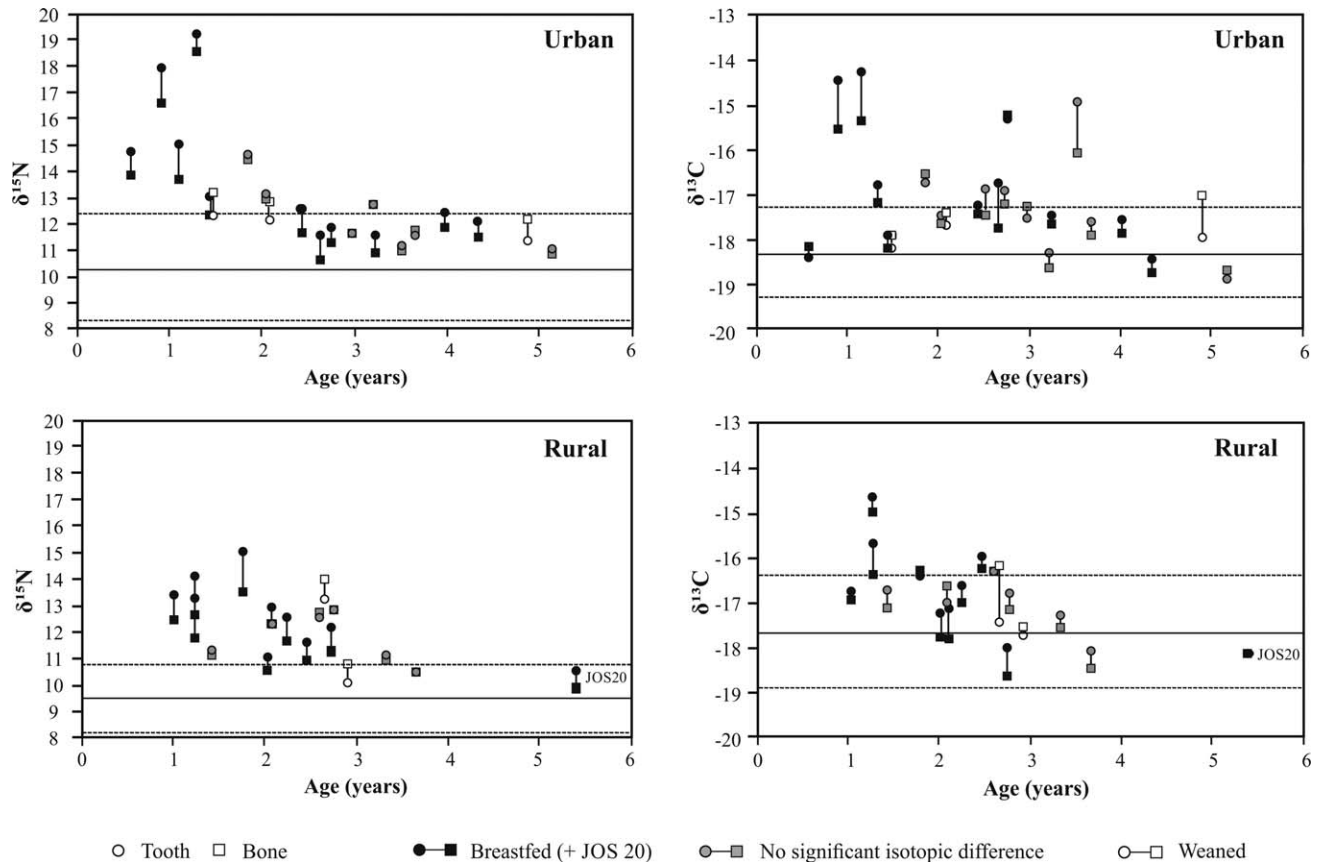 Urban
δ¹⁵N
20
19
18
17
16
15
14
13
12
11
10
9
8
0 1 2 3 4 5 6
Age (years)
Urban
δ¹³C
-13
-14
-15
-16
-17
-18
-19
-20
0 1 2 3 4 5 6
Age (years)
Rural
δ¹⁵N
20
19
18
17
16
15
14
13
12
11
10
9
8
JOS20
0 1 2 3 4 5 6
Age (years)
Rural
δ¹³C
-13
-14
-15
-16
-17
-18
-19
-20
JOS20
0 1 2 3 4 5 6
Age (years)
Tooth Bone Breastfed (+ JOS 20) No significant isotopic difference Weaned